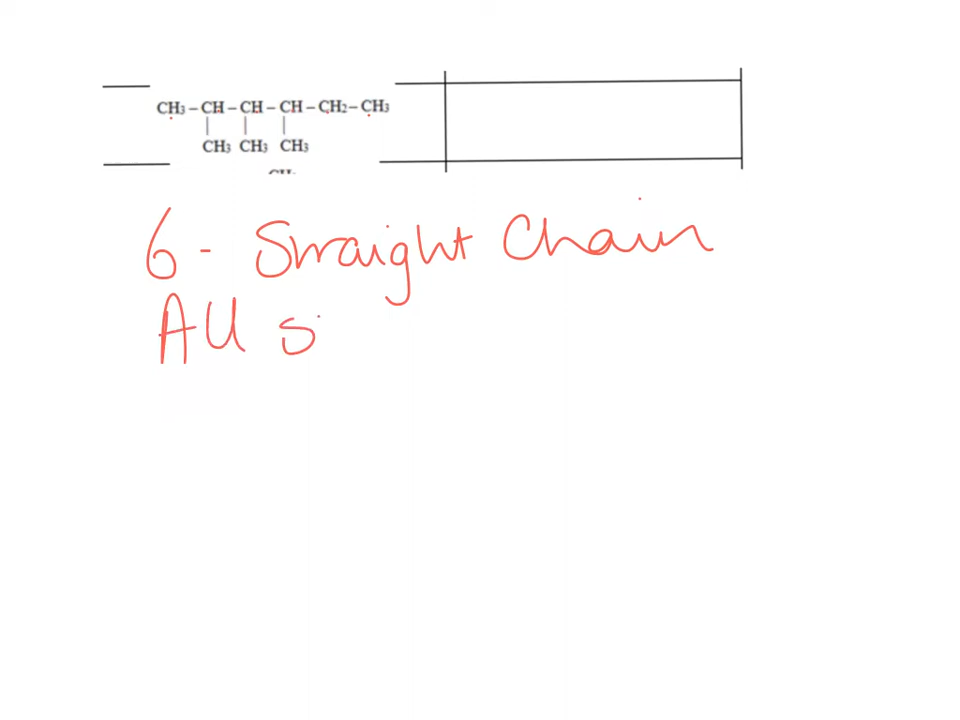 CH3 – CH – CH – CH – CH2 – CH3
CH3 CH3 CH3
6 - Straight Chain
All s